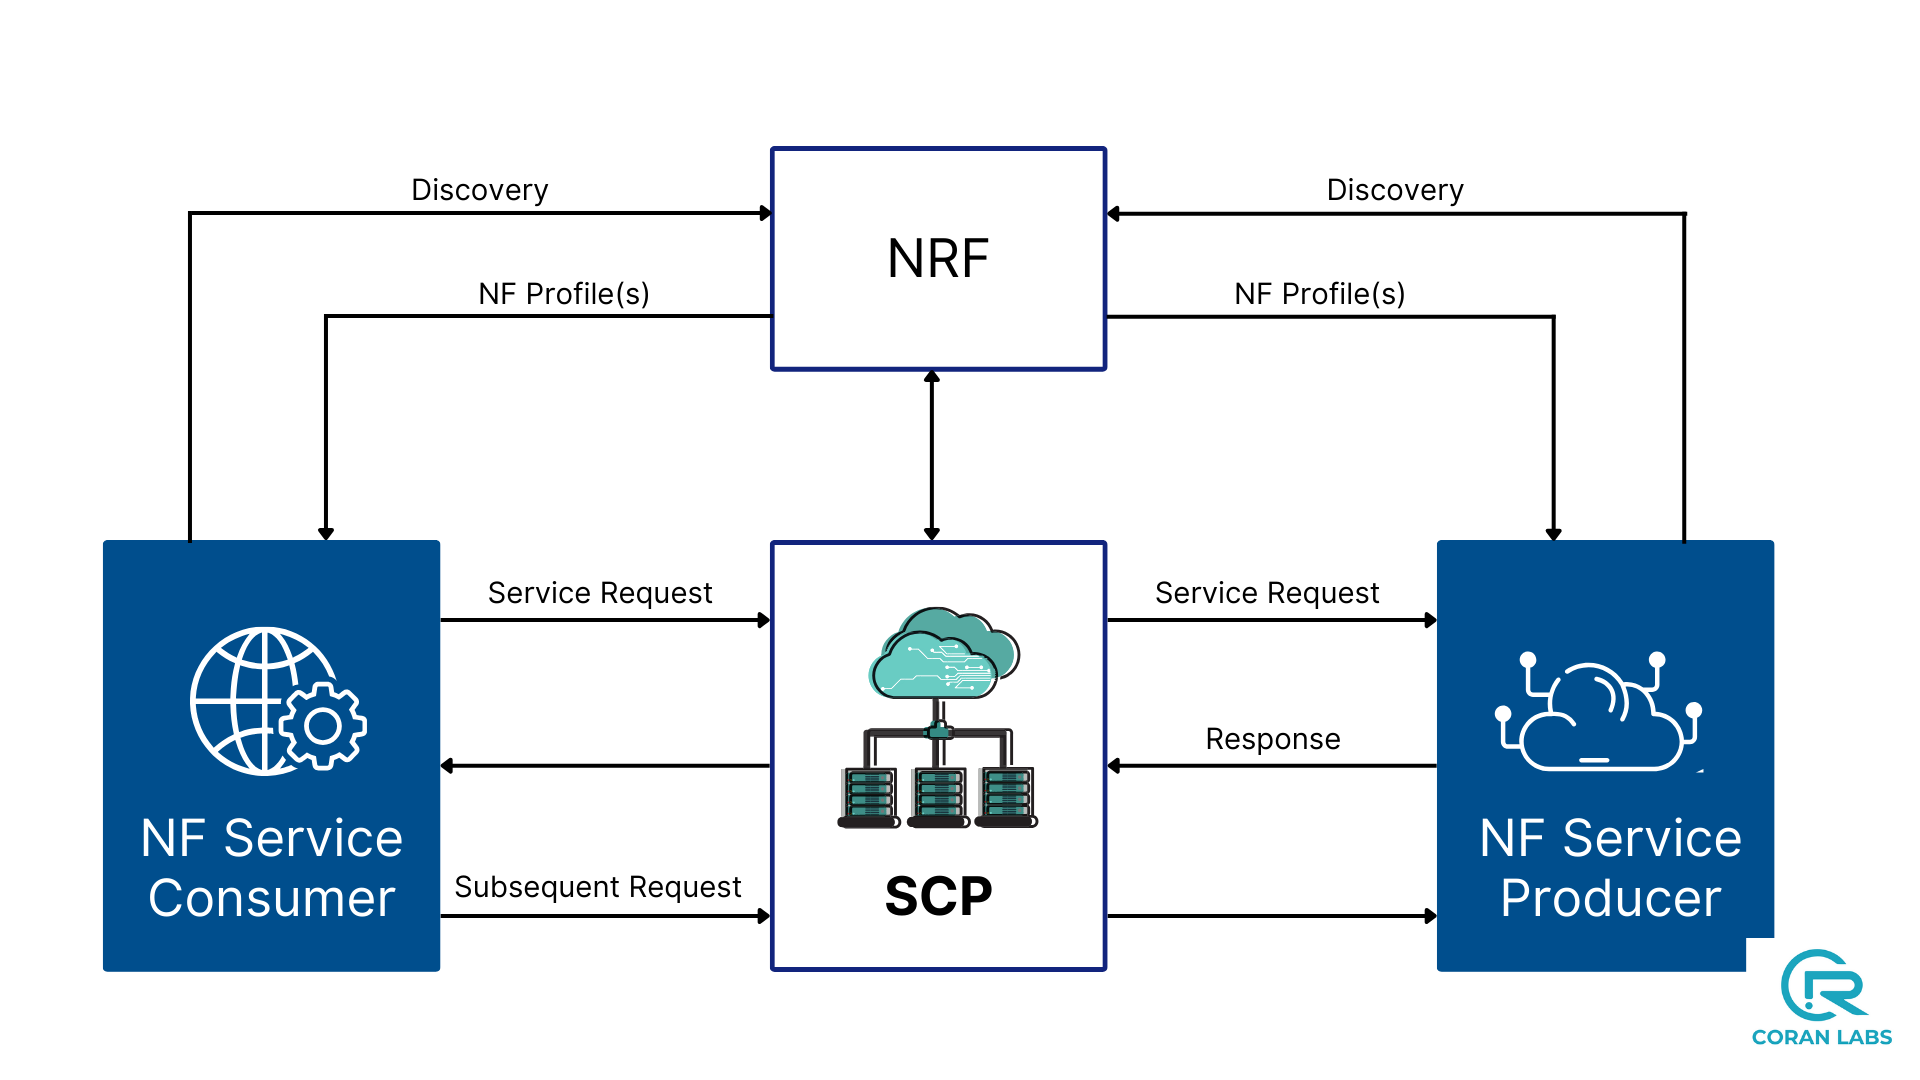 Discovery
Discovery
NRF
NF Profile(s)
NF Profile(s)
Service Request
Service Request
Response
NF Service
Consumer
Subsequent Request
SCP
NF Service
Producer
CORAN LABS